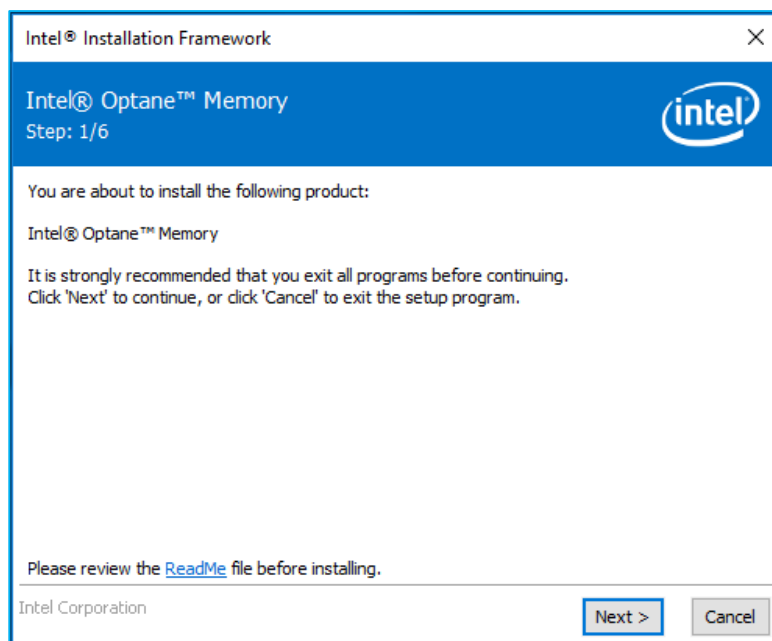 Intel® Installation Framework
Intel® Optane™ Memory
Step: 1/6
intel
You are about to install the following product:
Intel® Optane™ Memory
It is strongly recommended that you exit all programs before continuing.
Click 'Next' to continue, or click 'Cancel' to exit the setup program.
Please review the ReadMe file before installing.
Intel Corporation
Next >
Cancel